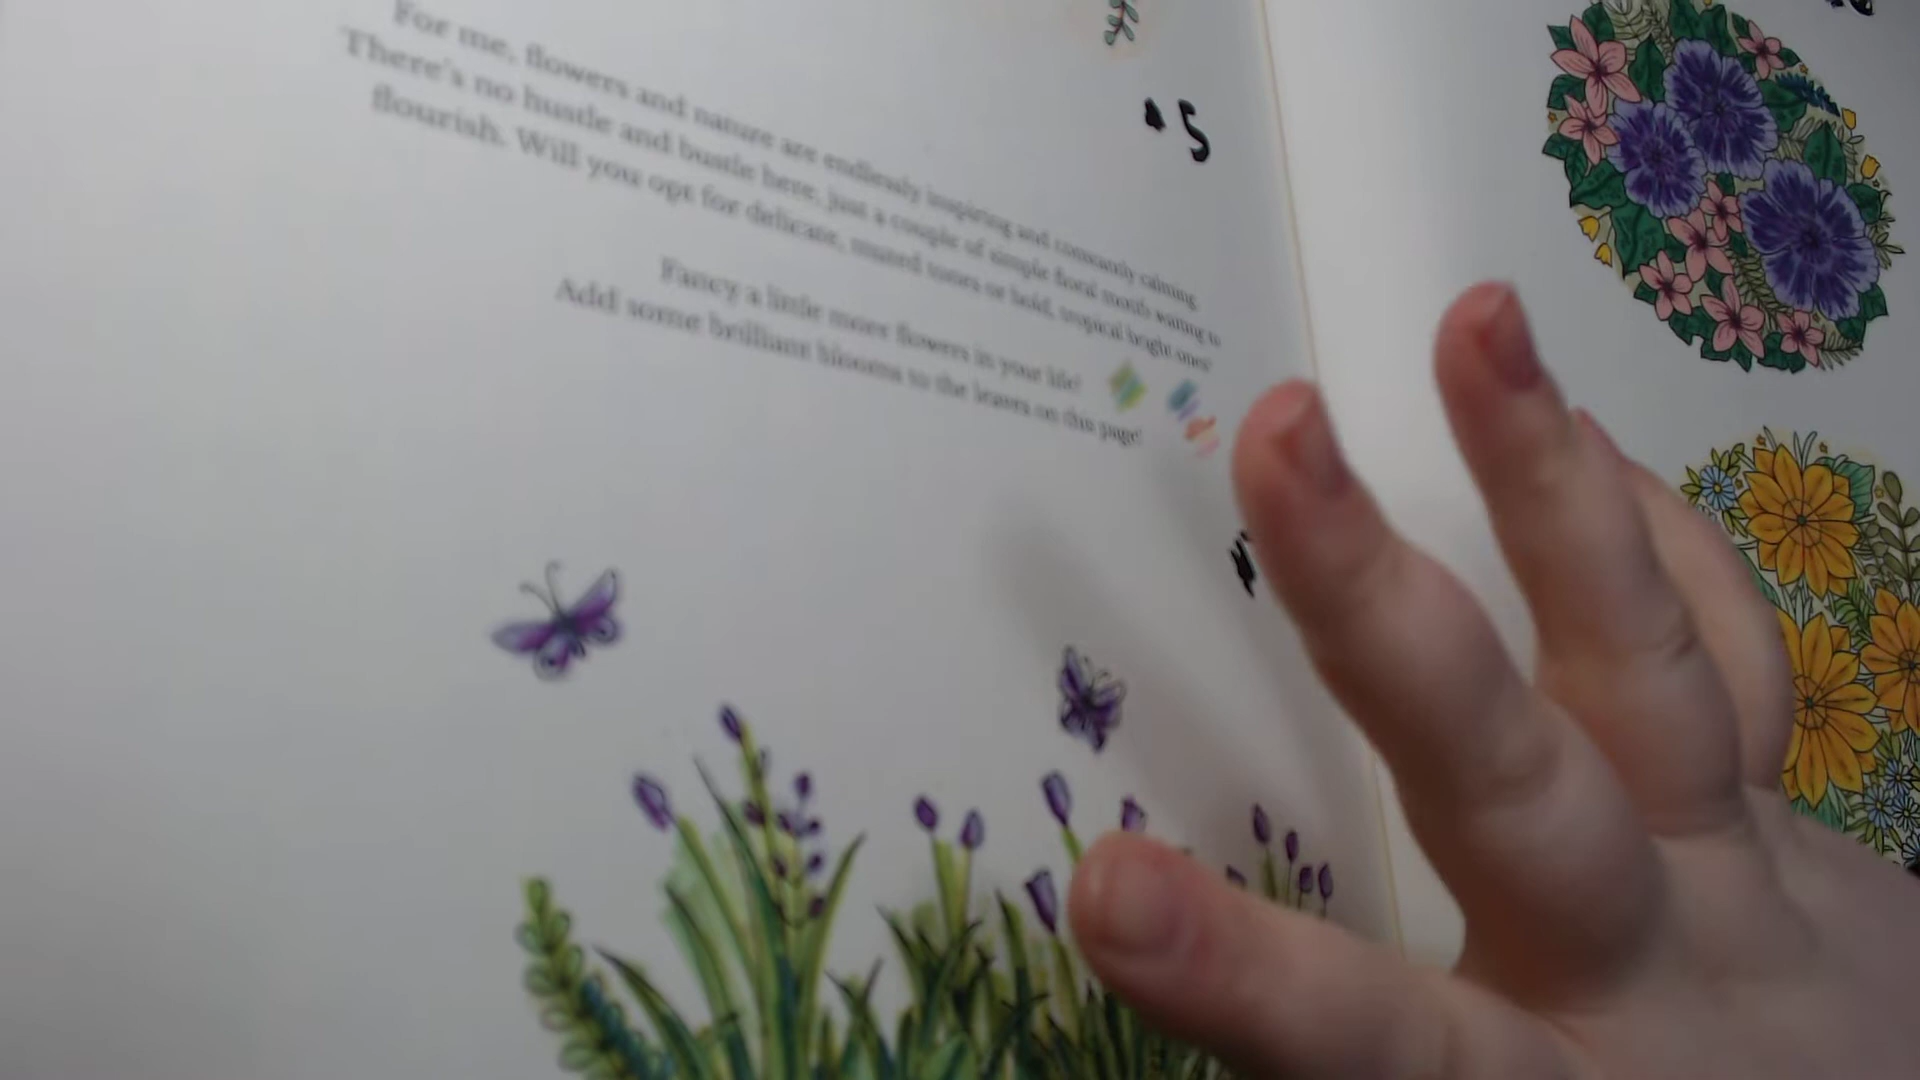 For me, flowers and nature are endlessly inspiring and constantly calming.
There's no hustle and bustle here, just a couple of simple floral motifs waiting to
flourish. Will you opt for delicate, muted tones or bold, tropical bright ones?
Fancy a little more flowers in your life?
Add some brilliant blooms to the leaves on this page!
5